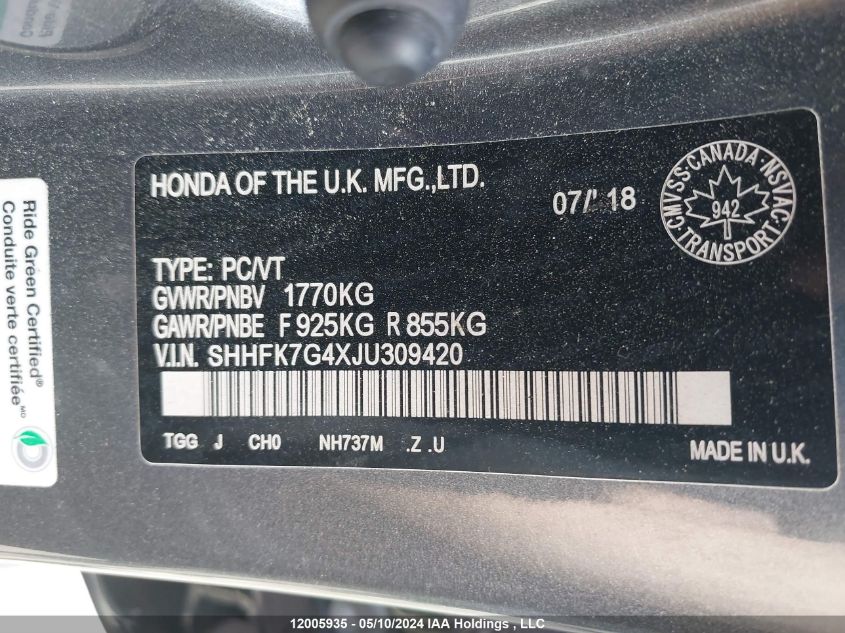 HONDA OF THE U.K. MFG.,LTD.
07/' 18
CMVSS · CANADA · NSVAC · TRANSPORT
942
TYPE: PC/VT
GVWR/PNBV 1770KG
GAWR/PNBE F 925KG R 855KG
V.I.N. SHHFK7G4XJU309420
TGG J CH0 NH737M .Z .U
MADE IN U.K.
Ride Green Certified®
Conduite verte certifiée MD
12005935 - 05/10/2024 IAA Holdings , LLC